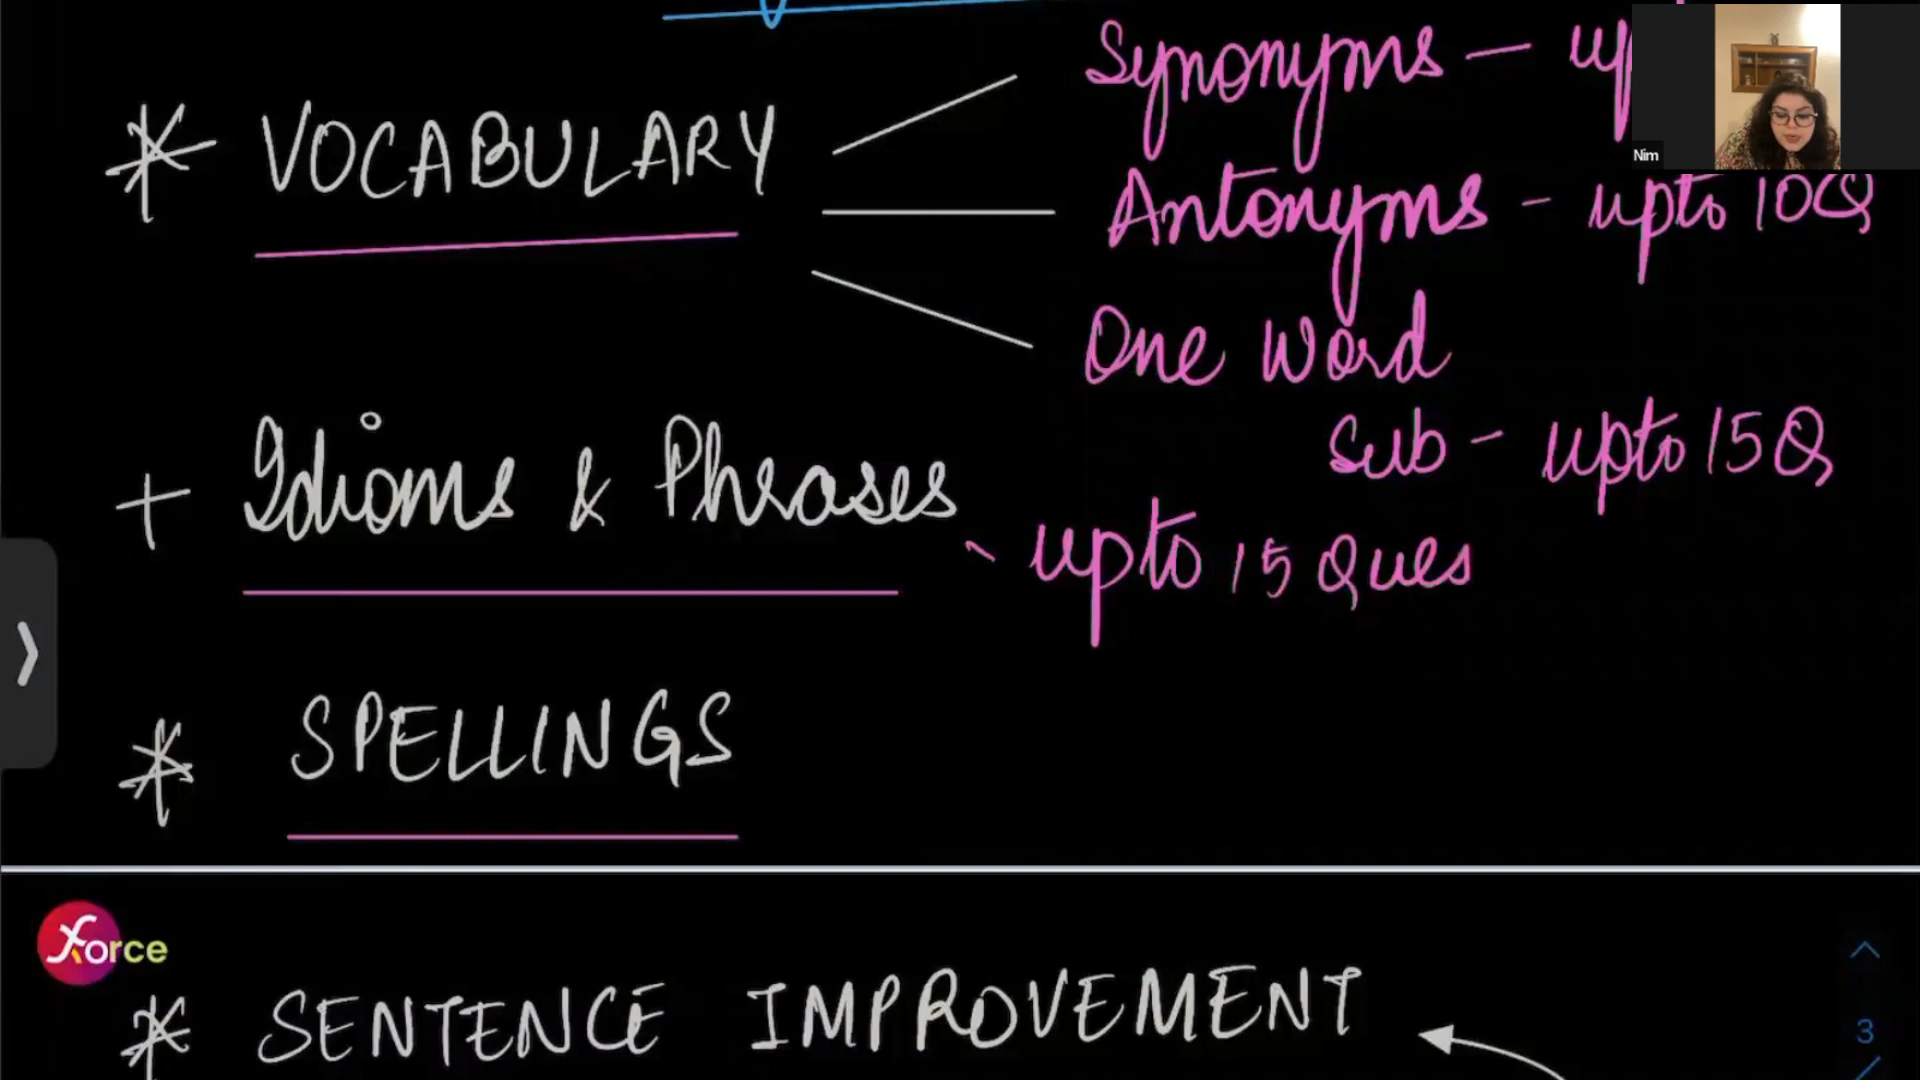 Synonyms - up
Nim
* VOCABULARY
Antonyms - upto 10Q
One Word
Sub - upto 15Q
+ Idioms & Phrases - upto 15 Ques
* SPELLINGS
Xforce
* SENTENCE IMPROVEMENT
3